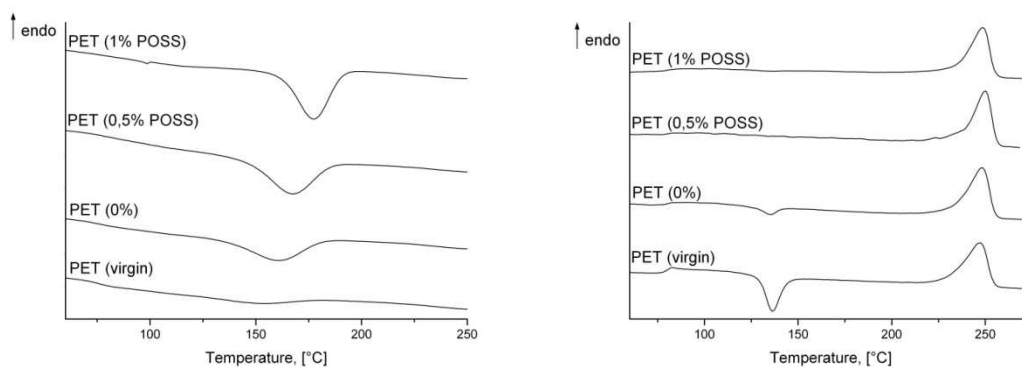 endo
PET (1% POSS)
PET (0,5% POSS)
PET (0%)
PET (virgin)
100 150 200 250
Temperature, [°C]
endo
PET (1% POSS)
PET (0,5% POSS)
PET (0%)
PET (virgin)
100 150 200 250
Temperature, [°C]